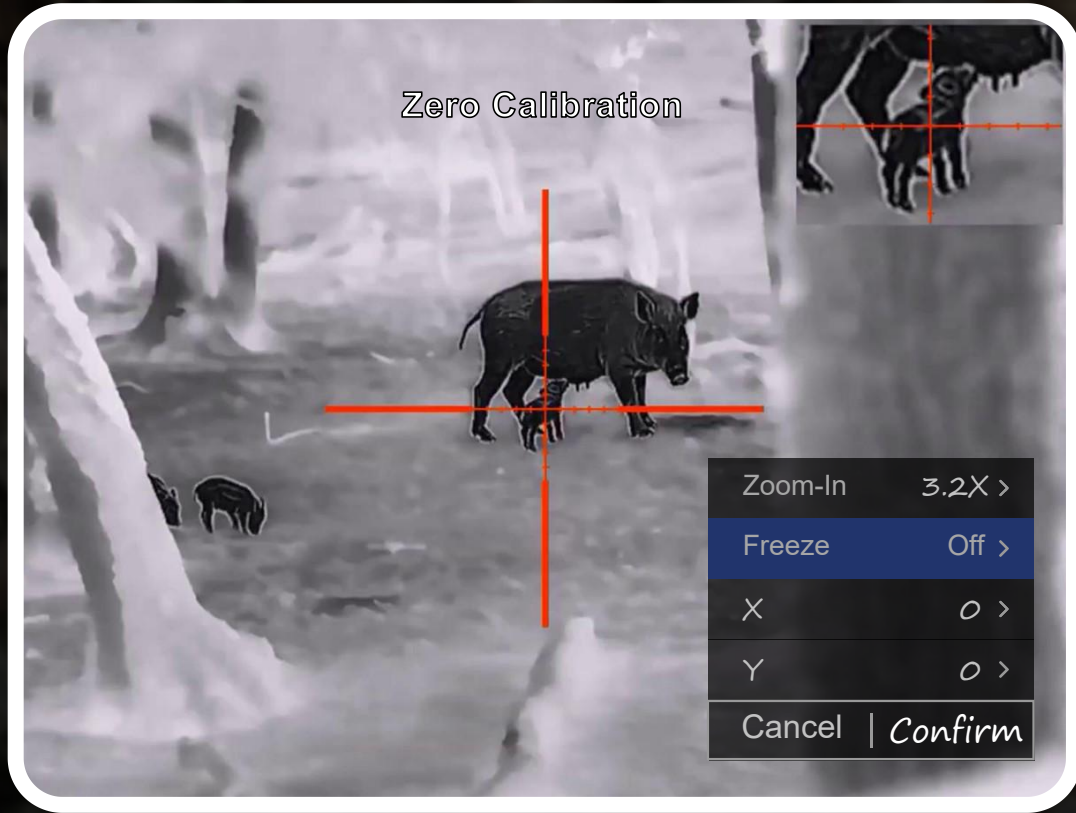 Zero Calibration
Zoom-In 3.2X >
Freeze Off >
X 0 >
Y 0 >
Cancel | Confirm